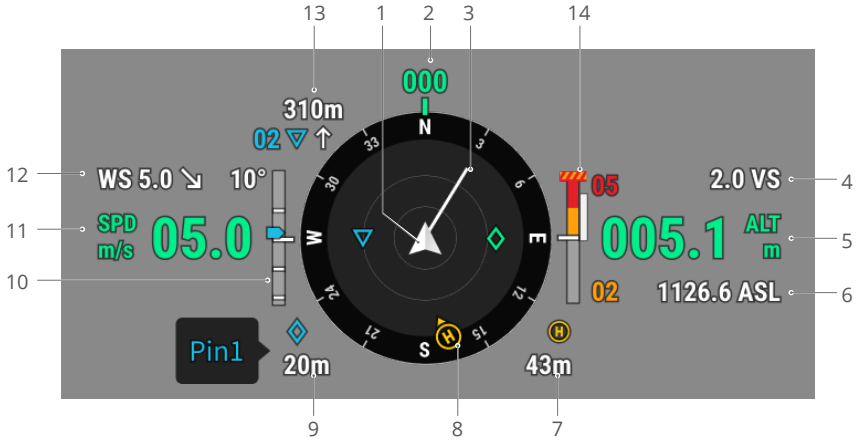 13 1 2 3 14
000
310m
02
N
33 3
12 WS 5.0 10° 30 6 05 2.0 VS 4
11 SPD m/s 05.0 W E 005.1 ALT m 5
10 24 12 02 1126.6 ASL 6
21 15
S H H
Pin1
20m 43m
9 8 7